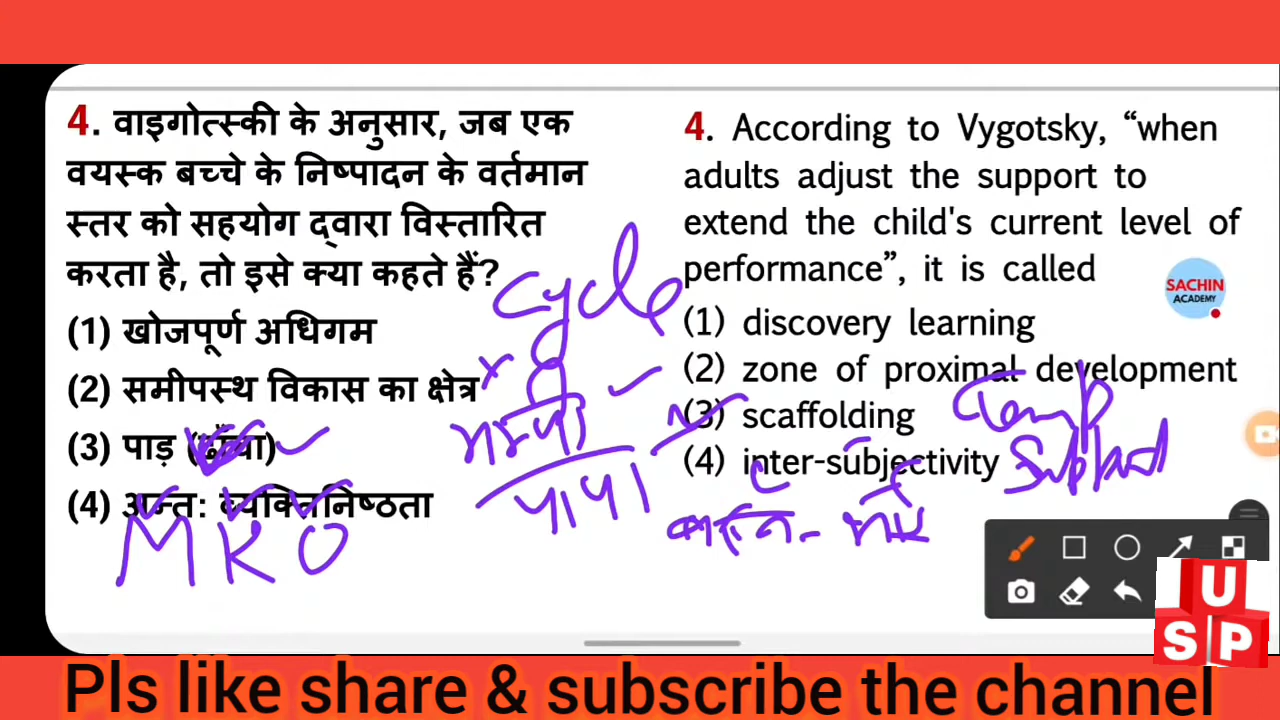 4. वाइगोत्स्की के अनुसार, जब एक
वयस्क बच्चे के निष्पादन के वर्तमान
स्तर को सहयोग द्वारा विस्तारित
करता है, तो इसे क्या कहते हैं?
(1) खोजपूर्ण अधिगम
(2) समीपस्थ विकास का क्षेत्र
(3) पाड़ (ढाँचा)
(4) अन्त: व्यक्तिनिष्ठता
MKO
cycle
पापा
4. According to Vygotsky, “when
adults adjust the support to
extend the child's current level of
performance”, it is called
(1) discovery learning
(2) zone of proximal development
(3) scaffolding
(4) inter-subjectivity
Temp
SACHIN
ACADEMY
U
SP
Pls like share & subscribe the channel